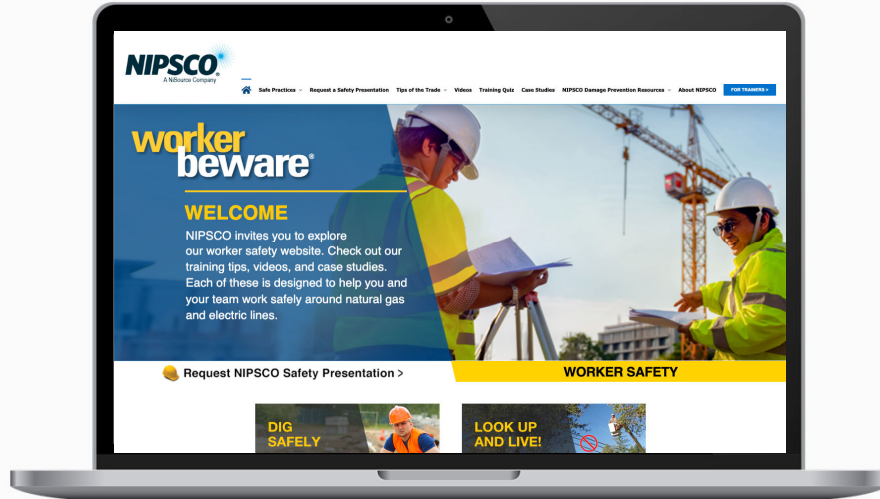 NIPSCO®
A NiSource Company
Safe Practices
Request a Safety Presentation
Tips of the Trade
Videos
Training Quiz
Case Studies
NIPSCO Damage Prevention Resources
About NIPSCO
FOR TRAINERS >
worker
beware®
WELCOME
NIPSCO invites you to explore
our worker safety website. Check out our
training tips, videos, and case studies.
Each of these is designed to help you and
your team work safely around natural gas
and electric lines.
Request NIPSCO Safety Presentation >
WORKER SAFETY
DIG
SAFELY
LOOK UP
AND LIVE!